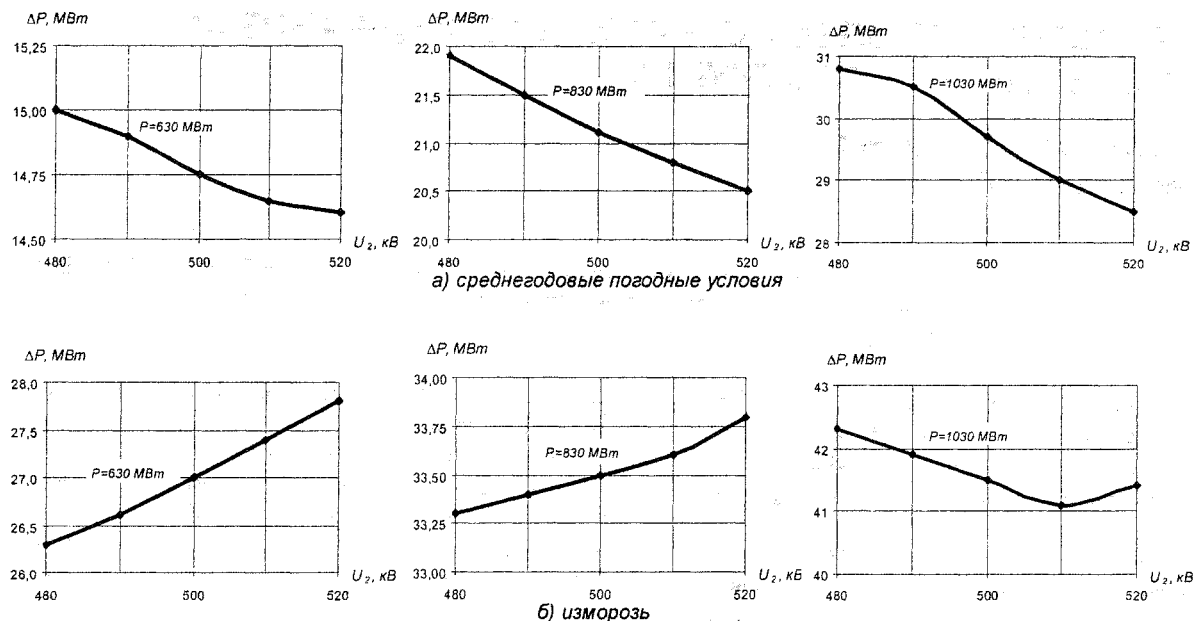 ΔP, МВт
15,25
15,00
14,75
14,50
P=630 МВт
U₂, кВ
480
500
520
ΔP, МВт
22,0
21,5
21,0
20,5
20,0
P=830 МВт
U₂, кВ
480
500
520
ΔP, МВт
31
30
29
28
P=1030 МВт
U₂, кВ
480
500
520
а) среднегодовые погодные условия
ΔP, МВт
28,0
27,5
27,0
26,5
26,0
P=630 МВт
U₂, кВ
480
500
520
ΔP, МВт
34,00
33,75
33,50
33,25
33,00
P=830 МВт
U₂, кВ
480
500
520
ΔP, МВт
43
42
41
40
P=1030 МВт
U₂, кВ
480
500
520
б) изморозь